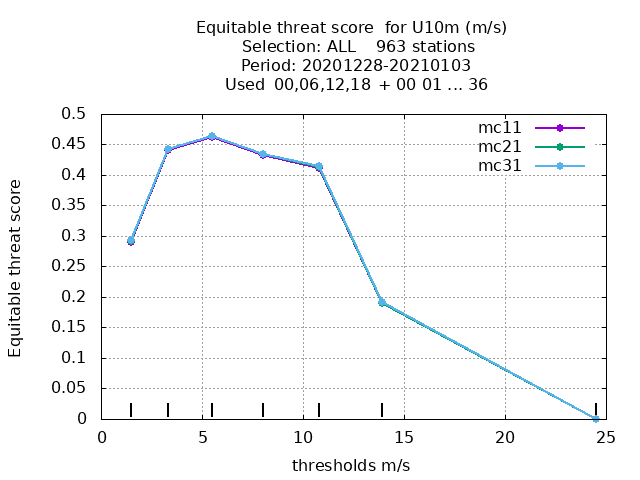 Equitable threat score  for U10m (m/s)
Selection: ALL    963 stations
Period: 20201228-20210103
Used  00,06,12,18  + 00 01 ... 36
mc11
mc21
mc31
Equitable threat score
0.5
0.45
0.4
0.35
0.3
0.25
0.2
0.15
0.1
0.05
0
0 5 10 15 20 25
thresholds m/s